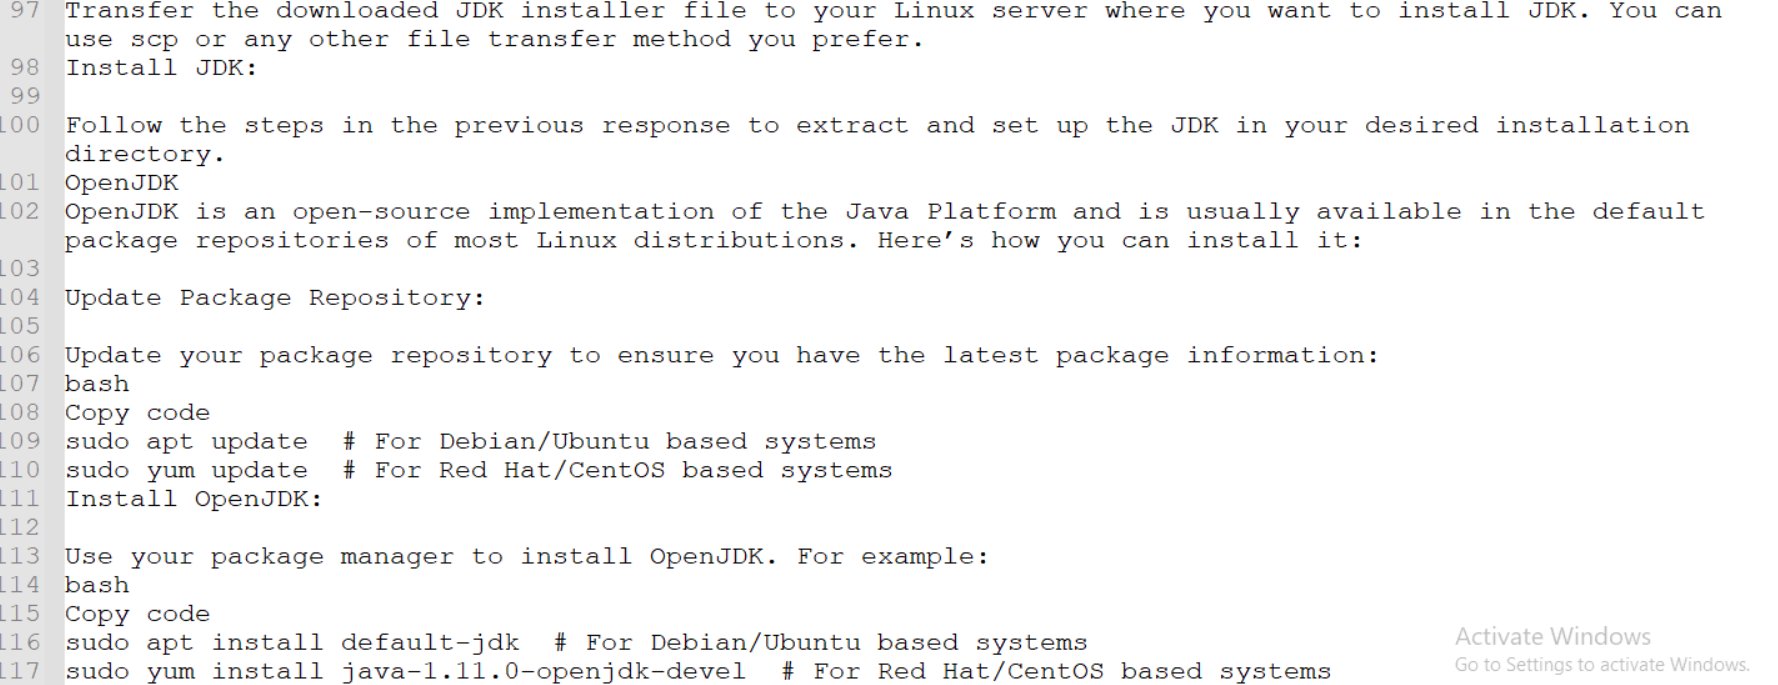 97 Transfer the downloaded JDK installer file to your Linux server where you want to install JDK. You can
use scp or any other file transfer method you prefer.
98 Install JDK:
99
100 Follow the steps in the previous response to extract and set up the JDK in your desired installation
directory.
101 OpenJDK
102 OpenJDK is an open-source implementation of the Java Platform and is usually available in the default
package repositories of most Linux distributions. Here's how you can install it:
103
104 Update Package Repository:
105
106 Update your package repository to ensure you have the latest package information:
107 bash
108 Copy code
109 sudo apt update  # For Debian/Ubuntu based systems
110 sudo yum update  # For Red Hat/CentOS based systems
111 Install OpenJDK:
112
113 Use your package manager to install OpenJDK. For example:
114 bash
115 Copy code
116 sudo apt install default-jdk  # For Debian/Ubuntu based systems
117 sudo yum install java-1.11.0-openjdk-devel  # For Red Hat/CentOS based systems
Activate Windows
Go to Settings to activate Windows.